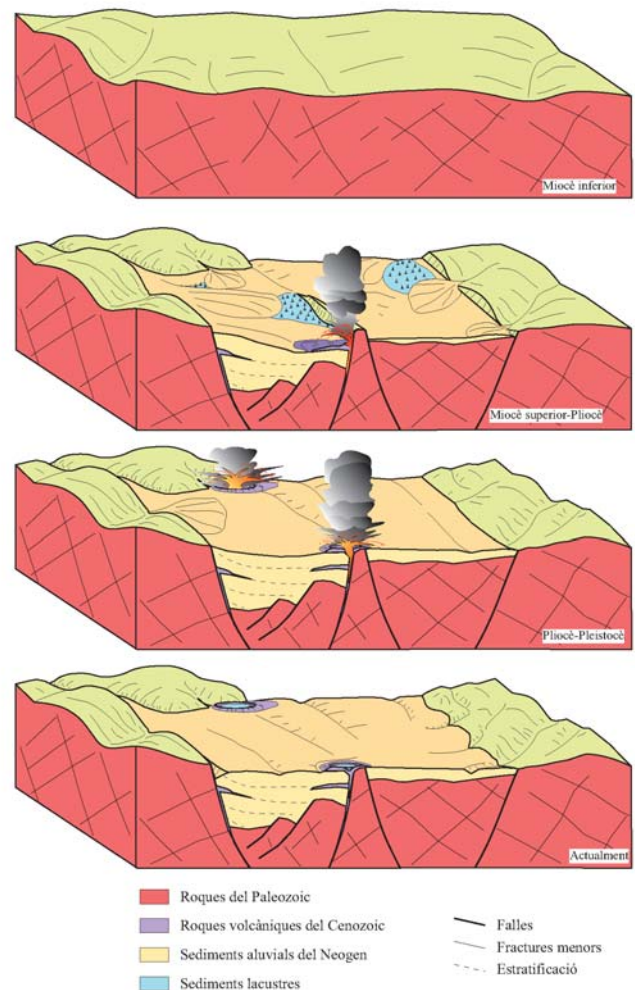 Miocè inferior
Miocè superior-Pliocè
Pliocè-Pleistocè
Actualment
Roques del Paleozoic
Roques volcàniques del Cenozoic
Sediments aluvials del Neogen
Sediments lacustres
Falles
Fractures menors
Estratificació